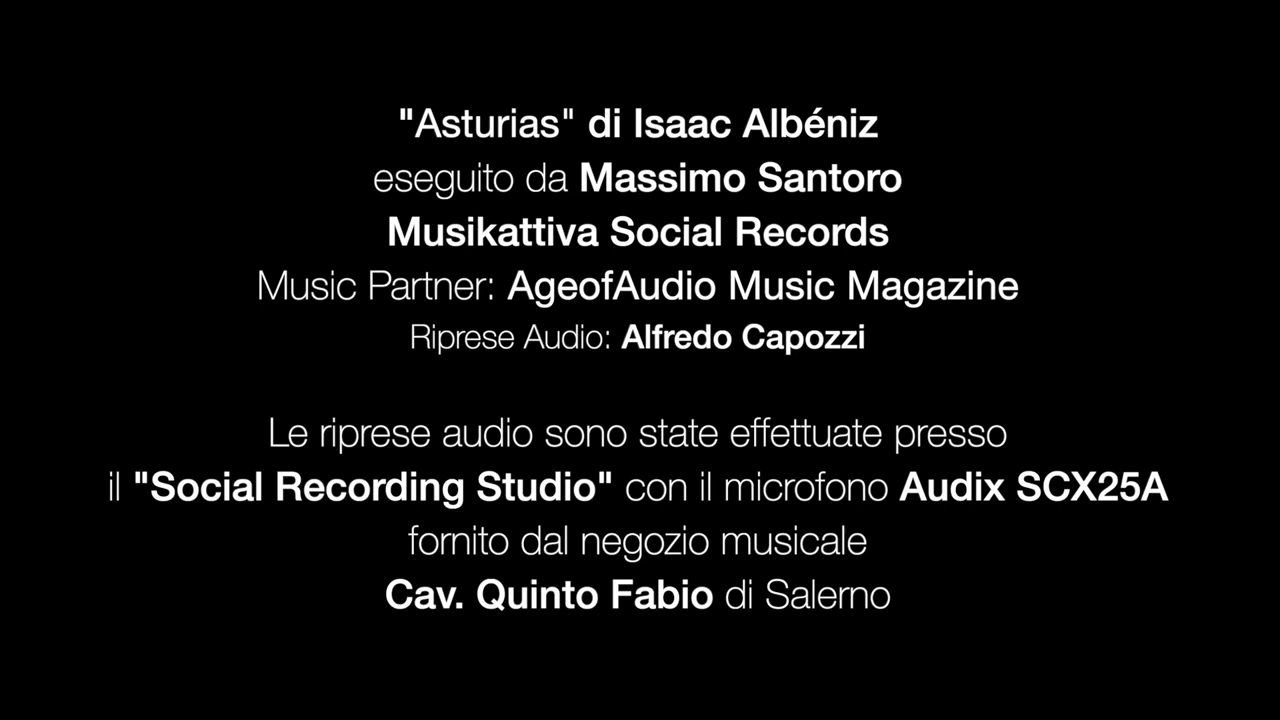 "Asturias" di Isaac Albéniz
eseguito da Massimo Santoro
Musikattiva Social Records
Music Partner: AgeofAudio Music Magazine
Riprese Audio: Alfredo Capozzi
Le riprese audio sono state effettuate presso
il "Social Recording Studio" con il microfono Audix SCX25A
fornito dal negozio musicale
Cav. Quinto Fabio di Salerno